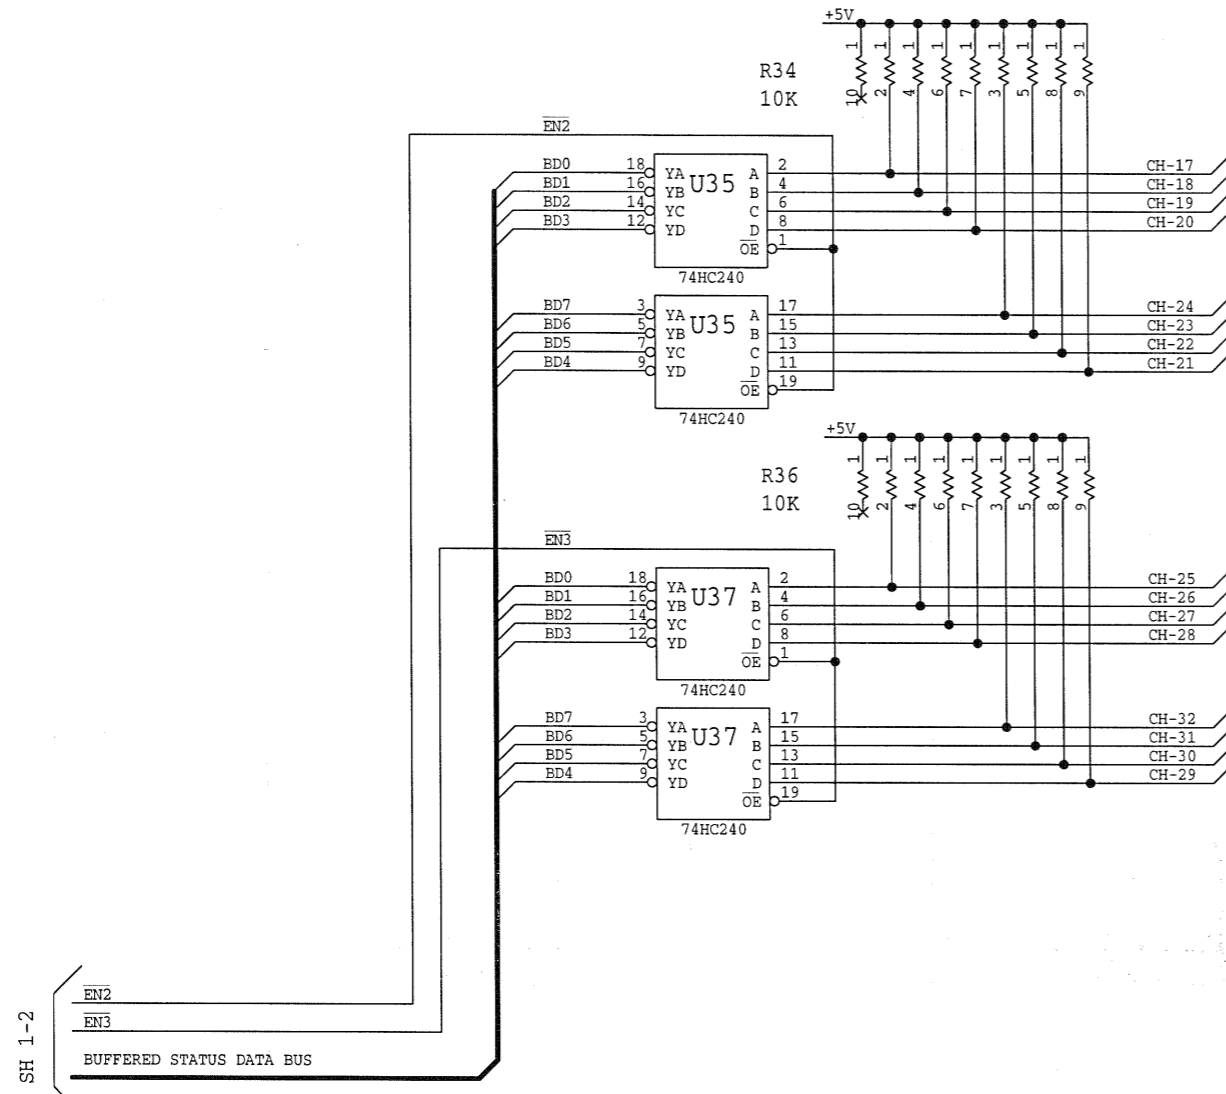 +5V
1 1 1 1 1 1 1 1 1
R34
10K
10 2 4 6 7 3 5 8 9
EN2
BD0 18 YA U35 A 2 CH-17
BD1 16 YB B 4 CH-18
BD2 14 YC C 6 CH-19
BD3 12 YD D 8 CH-20
OE 1
74HC240
BD7 3 YA U35 A 17 CH-24
BD6 5 YB B 15 CH-23
BD5 7 YC C 13 CH-22
BD4 9 YD D 11 CH-21
OE 19
74HC240
+5V
1 1 1 1 1 1 1 1 1
R36
10K
10 2 4 6 7 3 5 8 9
EN3
BD0 18 YA U37 A 2 CH-25
BD1 16 YB B 4 CH-26
BD2 14 YC C 6 CH-27
BD3 12 YD D 8 CH-28
OE 1
74HC240
BD7 3 YA U37 A 17 CH-32
BD6 5 YB B 15 CH-31
BD5 7 YC C 13 CH-30
BD4 9 YD D 11 CH-29
OE 19
74HC240
SH 1-2
EN2
EN3
BUFFERED STATUS DATA BUS